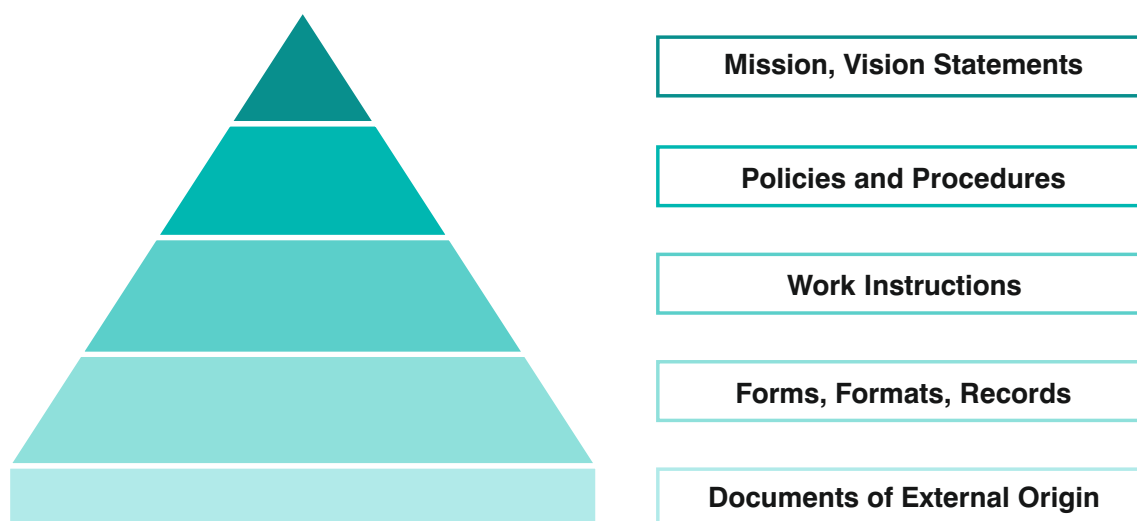 Mission, Vision Statements
Policies and Procedures
Work Instructions
Forms, Formats, Records
Documents of External Origin